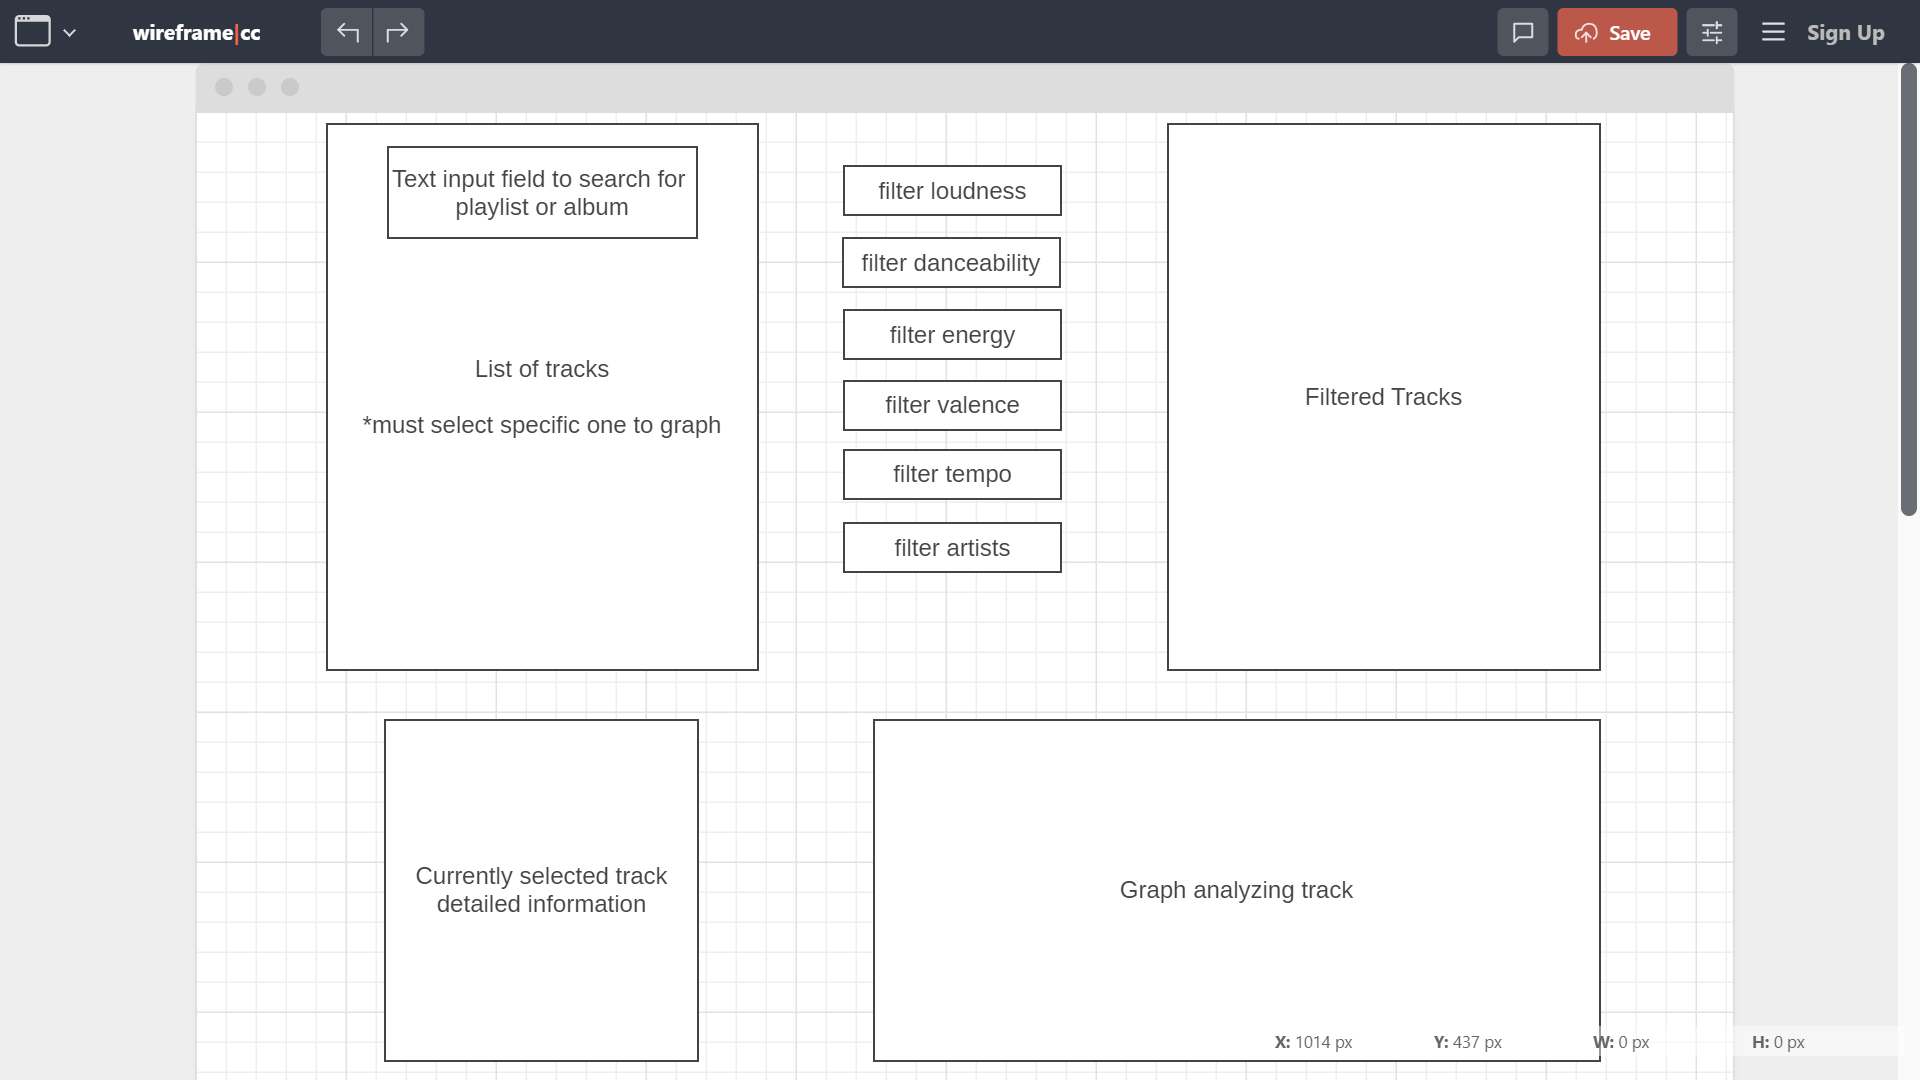 wireframe|cc
Save
Sign Up
Text input field to search for
playlist or album
List of tracks
*must select specific one to graph
filter loudness
filter danceability
filter energy
filter valence
filter tempo
filter artists
Filtered Tracks
Currently selected track
detailed information
Graph analyzing track
X: 1014 px Y: 437 px W: 0 px H: 0 px